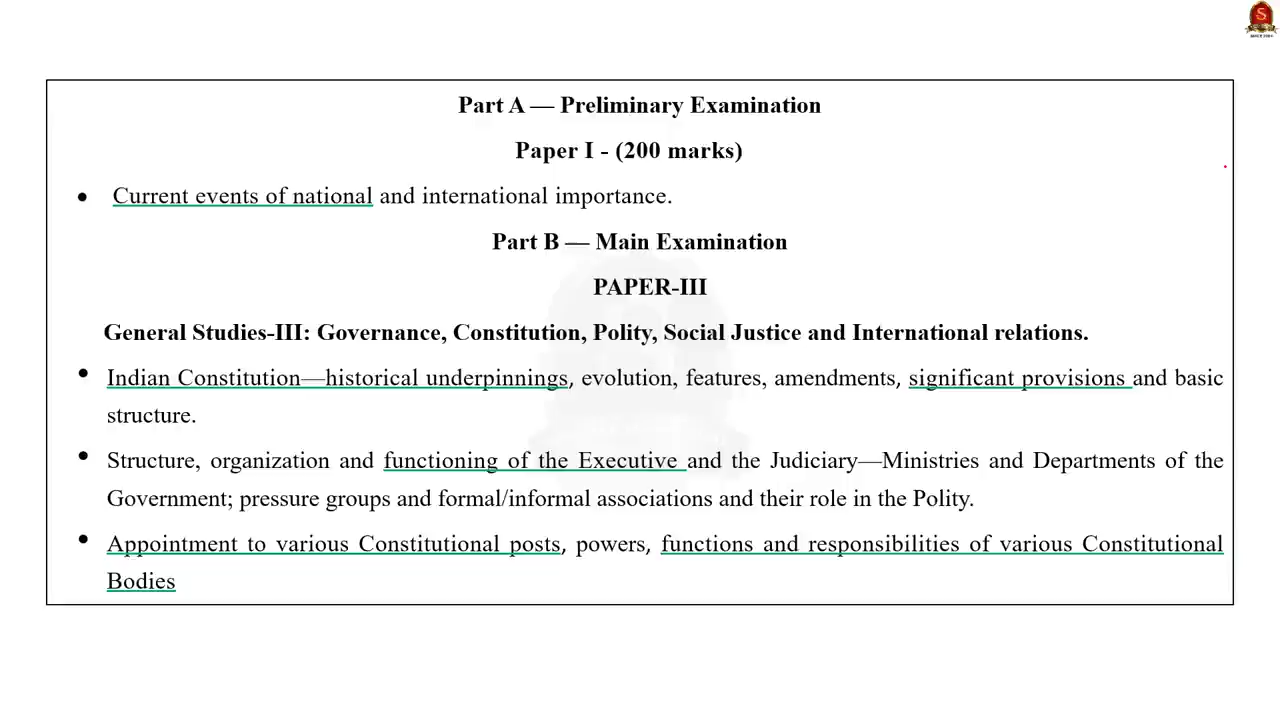 Part A — Preliminary Examination
Paper I - (200 marks)
• Current events of national and international importance.
Part B — Main Examination
PAPER-III
General Studies-III: Governance, Constitution, Polity, Social Justice and International relations.
• Indian Constitution—historical underpinnings, evolution, features, amendments, significant provisions and basic
structure.
• Structure, organization and functioning of the Executive and the Judiciary—Ministries and Departments of the
Government; pressure groups and formal/informal associations and their role in the Polity.
• Appointment to various Constitutional posts, powers, functions and responsibilities of various Constitutional
Bodies